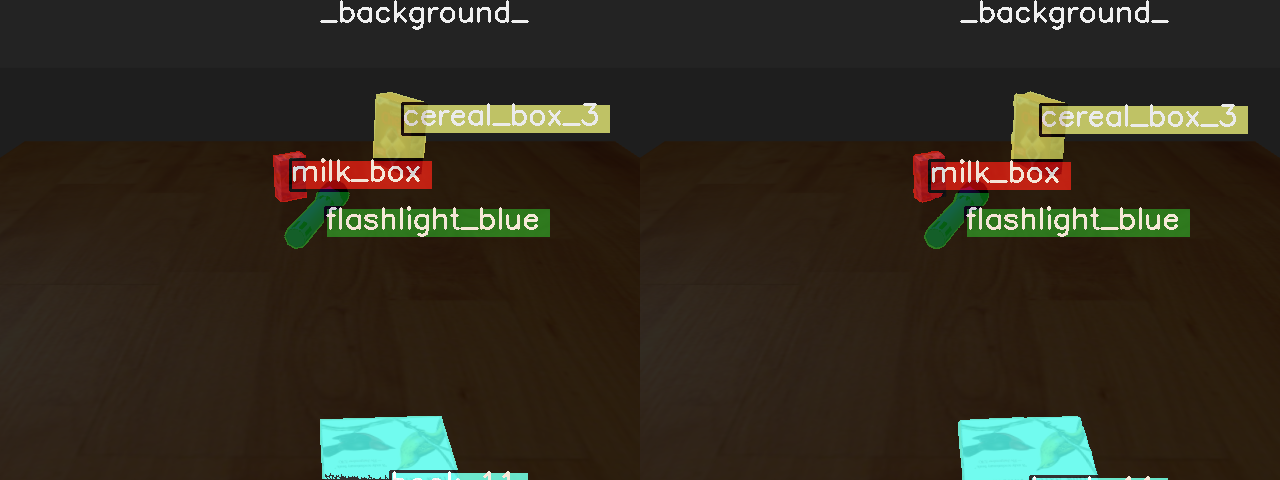 _background_
_background_
cereal_box_3
cereal_box_3
milk_box
milk_box
flashlight_blue
flashlight_blue